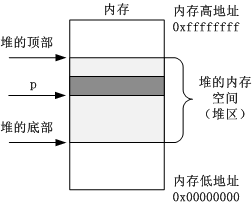 内存
内存高地址
0xffffffff
堆的顶部
p
堆的内存
空间
(堆区)
堆的底部
内存低地址
0x00000000